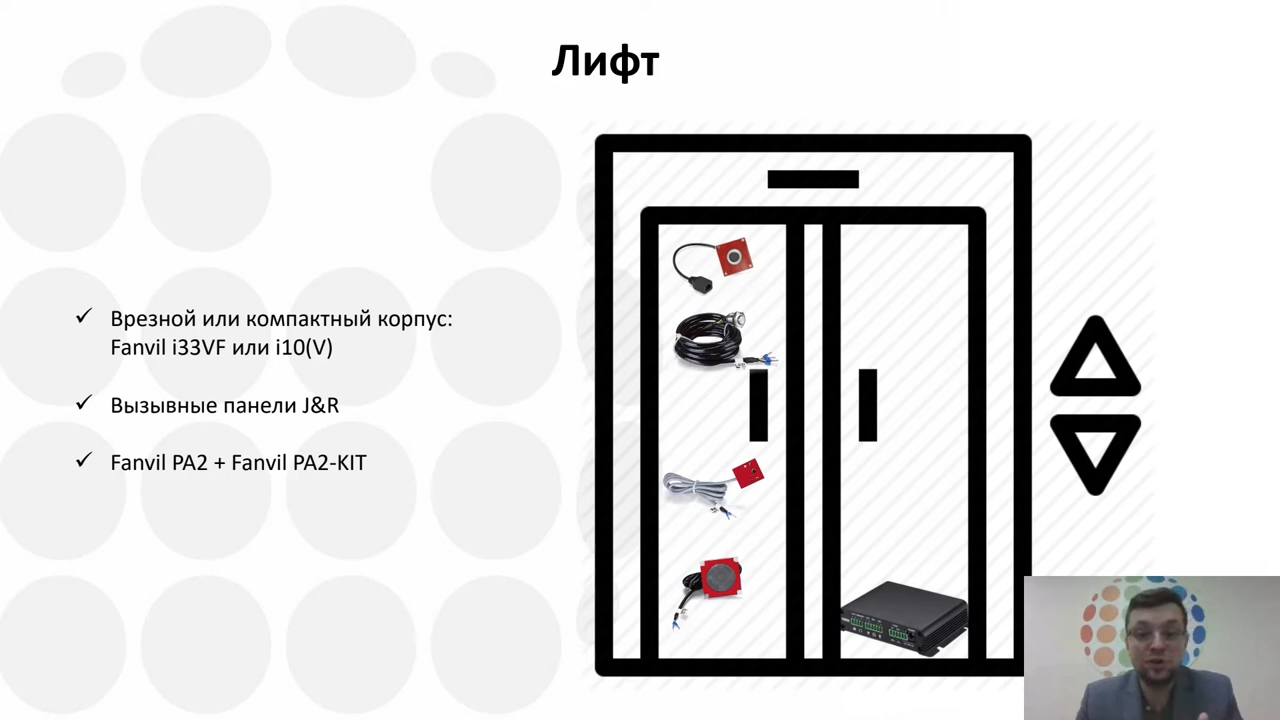 Лифт
Врезной или компактный корпус:
Fanvil i33VF или i10(V)
Вызывные панели J&R
Fanvil PA2 + Fanvil PA2-KIT